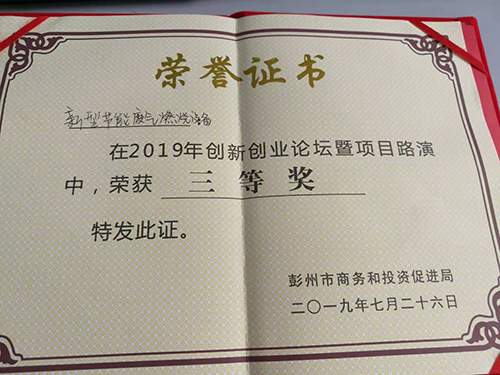 荣誉证书
新型节能废气燃烧设备
在2019年创新创业论坛暨项目路演
中，荣获 三等奖
特发此证。
彭州市商务和投资促进局
二〇一九年七月二十六日